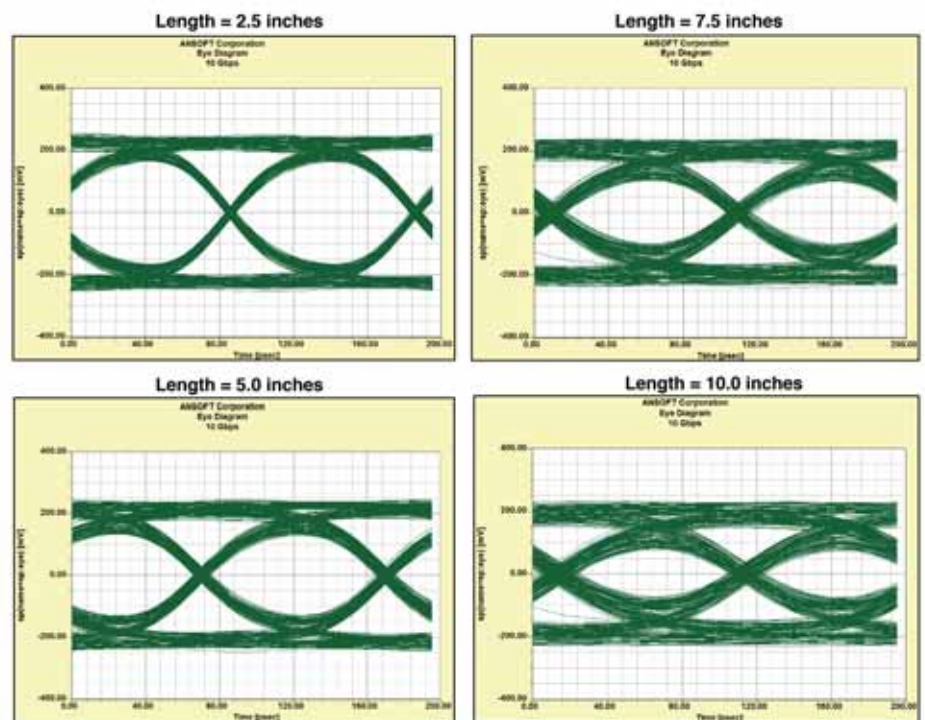 Length = 2.5 inches
ANSOFT Corporation
Eye Diagram
10 Gbps
400.00
200.00
0.00
-200.00
-400.00
0.00 40.00 80.00 120.00 160.00 200.00
Time [psec]
Length = 7.5 inches
ANSOFT Corporation
Eye Diagram
10 Gbps
400.00
200.00
0.00
-200.00
-400.00
0.00 40.00 80.00 120.00 160.00 200.00
Time [psec]
Length = 5.0 inches
ANSOFT Corporation
Eye Diagram
10 Gbps
400.00
200.00
0.00
-200.00
-400.00
0.00 40.00 80.00 120.00 160.00 200.00
Time [psec]
Length = 10.0 inches
ANSOFT Corporation
Eye Diagram
10 Gbps
400.00
200.00
0.00
-200.00
-400.00
0.00 40.00 80.00 120.00 160.00 200.00
Time [psec]